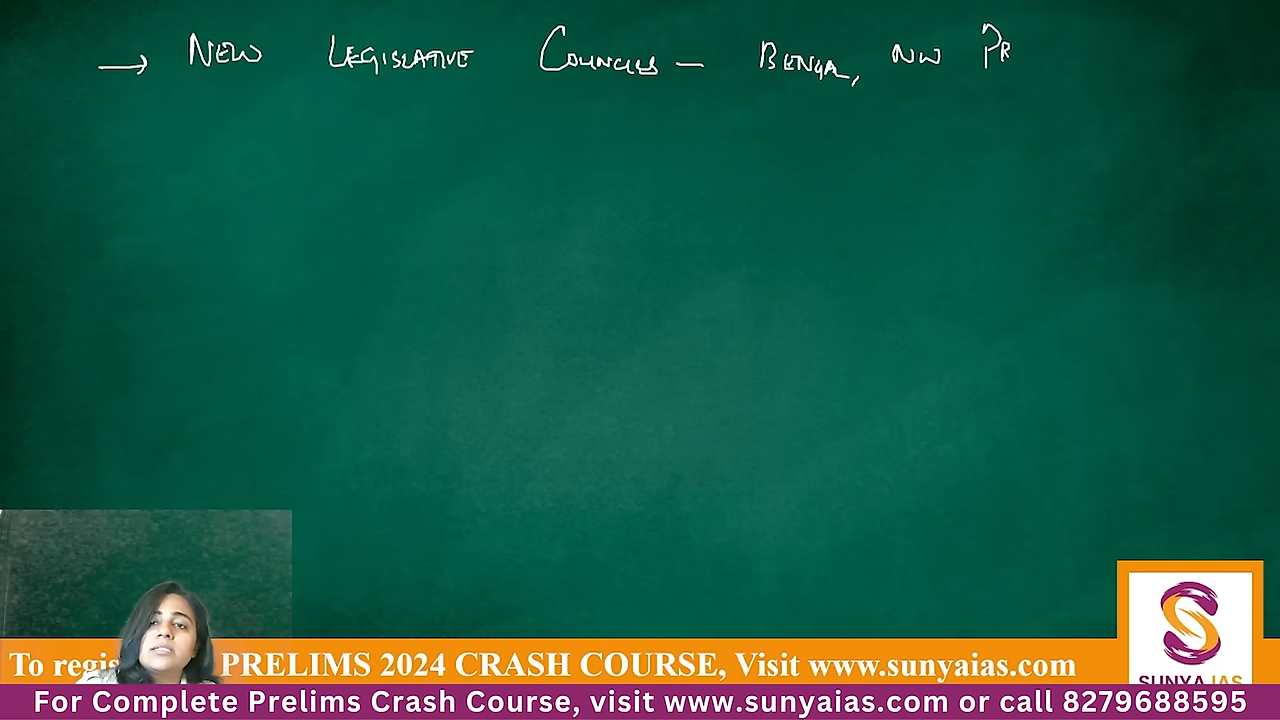 → NEW LEGISLATIVE COUNCILS – BENGAL, NW PR
To regis PRELIMS 2024 CRASH COURSE, Visit www.sunyaias.com
SUNYA IAS
For Complete Prelims Crash Course, visit www.sunyaias.com or call 8279688595